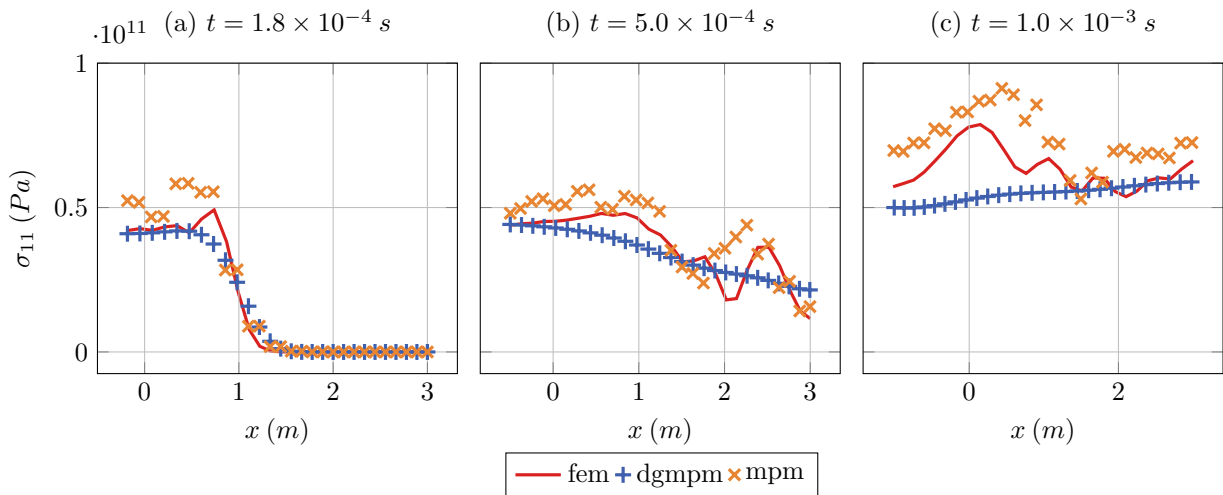 (a) t = 1.8 × 10⁻⁴ s
(b) t = 5.0 × 10⁻⁴ s
(c) t = 1.0 × 10⁻³ s
·10¹¹
1
0.5
0
σ₁₁ (Pa)
0 1 2 3
0 1 2 3
0 2
x (m)
x (m)
x (m)
fem dgmpm mpm